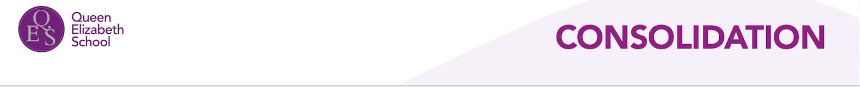 QES
Queen
Elizabeth
School
CONSOLIDATION